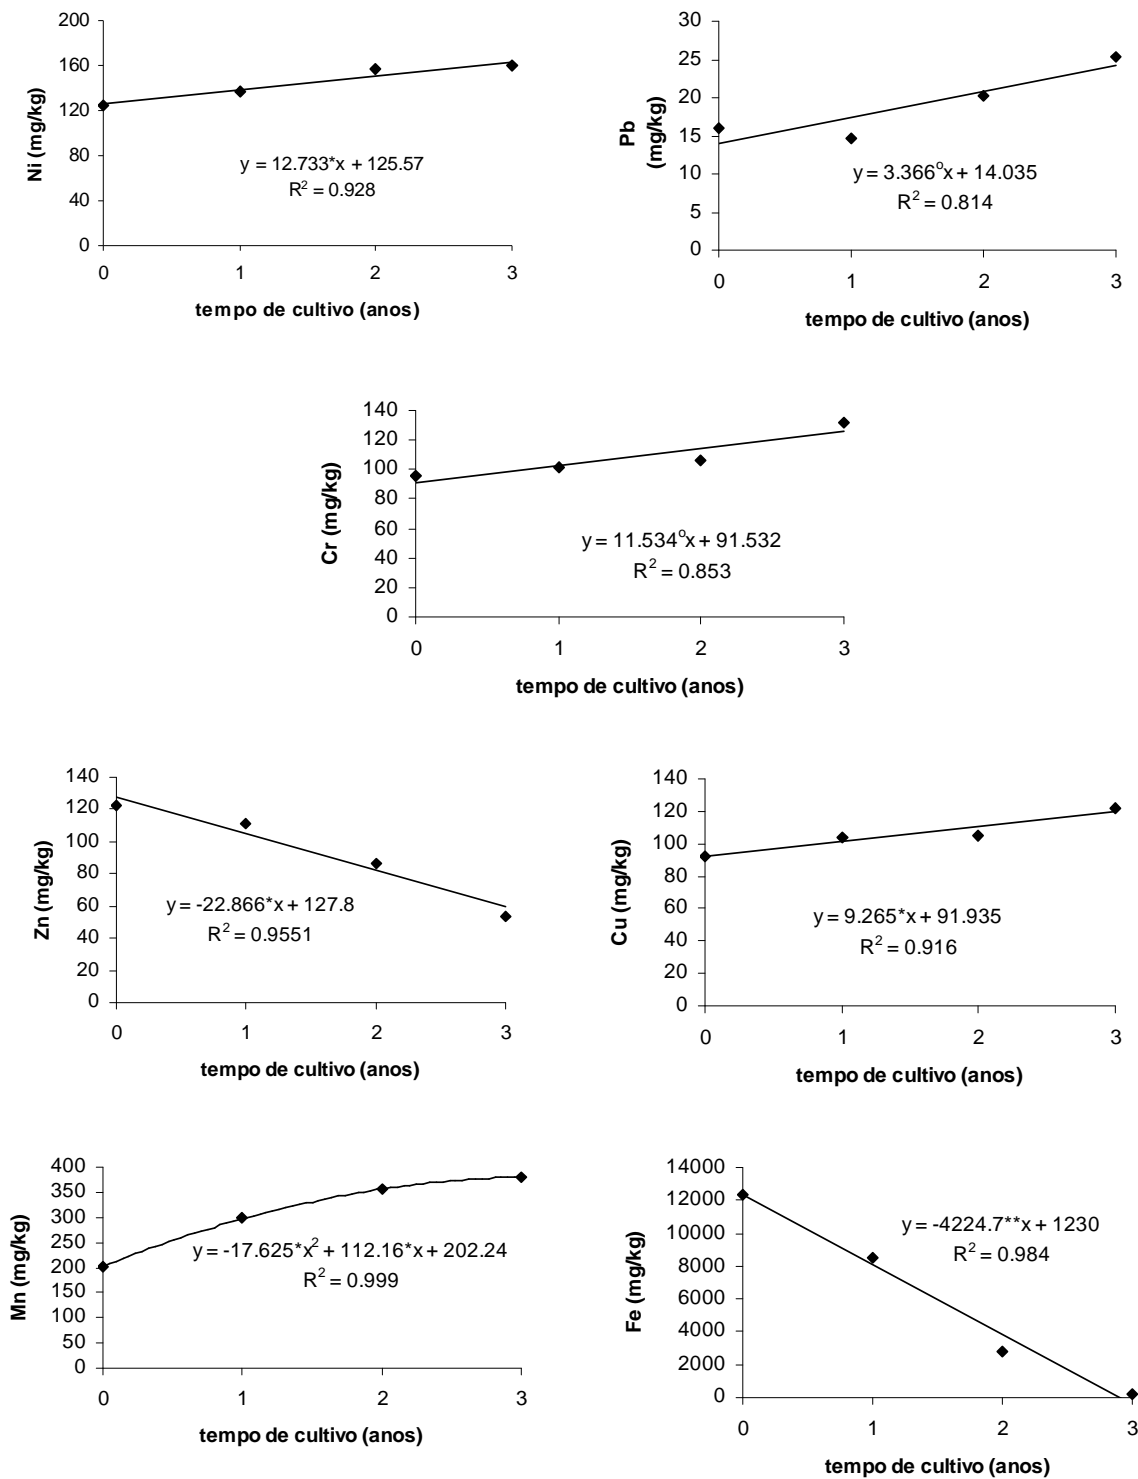 200
160
120
80
40
0
Ni (mg/kg)
y = 12.733*x + 125.57
R² = 0.928
0 1 2 3
tempo de cultivo (anos)
30
25
20
15
10
5
0
Pb
(mg/kg)
y = 3.366°x + 14.035
R² = 0.814
0 1 2 3
tempo de cultivo (anos)
140
120
100
80
60
40
20
0
Cr (mg/kg)
y = 11.534°x + 91.532
R² = 0.853
0 1 2 3
tempo de cultivo (anos)
140
120
100
80
60
40
20
0
Zn (mg/kg)
y = -22.866*x + 127.8
R² = 0.9551
0 1 2 3
tempo de cultivo (anos)
140
120
100
80
60
40
20
0
Cu (mg/kg)
y = 9.265*x + 91.935
R² = 0.916
0 1 2 3
tempo de cultivo (anos)
400
350
300
250
200
150
100
50
0
Mn (mg/kg)
y = -17.625*x² + 112.16*x + 202.24
R² = 0.999
0 1 2 3
tempo de cultivo (anos)
14000
12000
10000
8000
6000
4000
2000
0
Fe (mg/kg)
y = -4224.7**x + 1230
R² = 0.984
0 1 2 3
tempo de cultivo (anos)